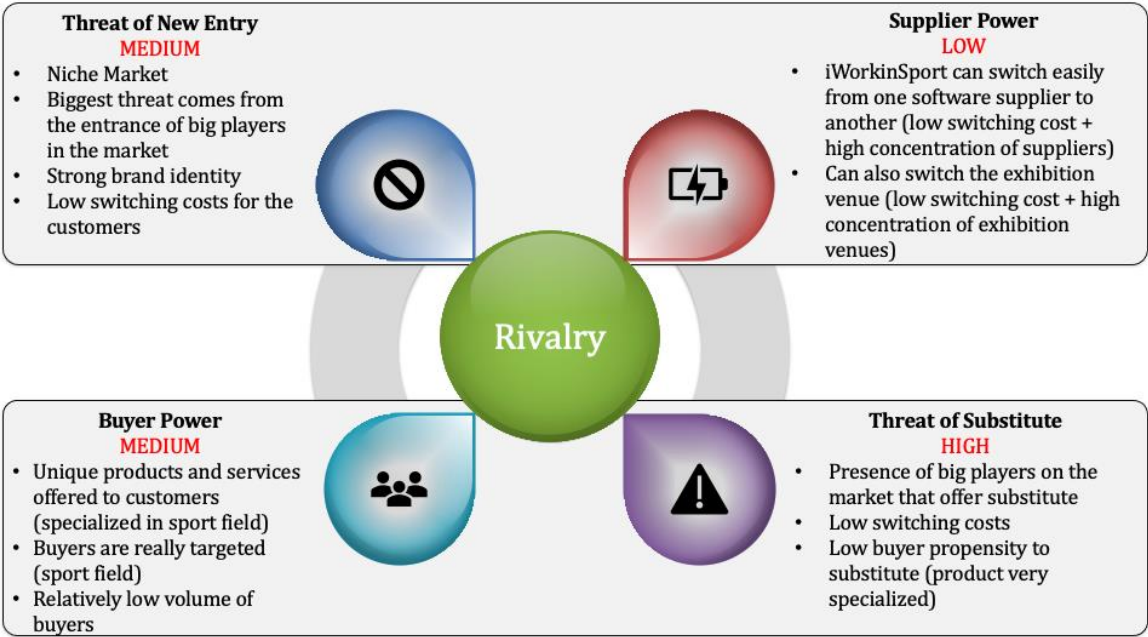 Threat of New Entry
MEDIUM
• Niche Market
• Biggest threat comes from
the entrance of big players
in the market
• Strong brand identity
• Low switching costs for the
customers
Supplier Power
LOW
• iWorkinSport can switch easily
from one software supplier to
another (low switching cost +
high concentration of suppliers)
• Can also switch the exhibition
venue (low switching cost + high
concentration of exhibition
venues)
Rivalry
Buyer Power
MEDIUM
• Unique products and services
offered to customers
(specialized in sport field)
• Buyers are really targeted
(sport field)
• Relatively low volume of
buyers
Threat of Substitute
HIGH
• Presence of big players on the
market that offer substitute
• Low switching costs
• Low buyer propensity to
substitute (product very
specialized)